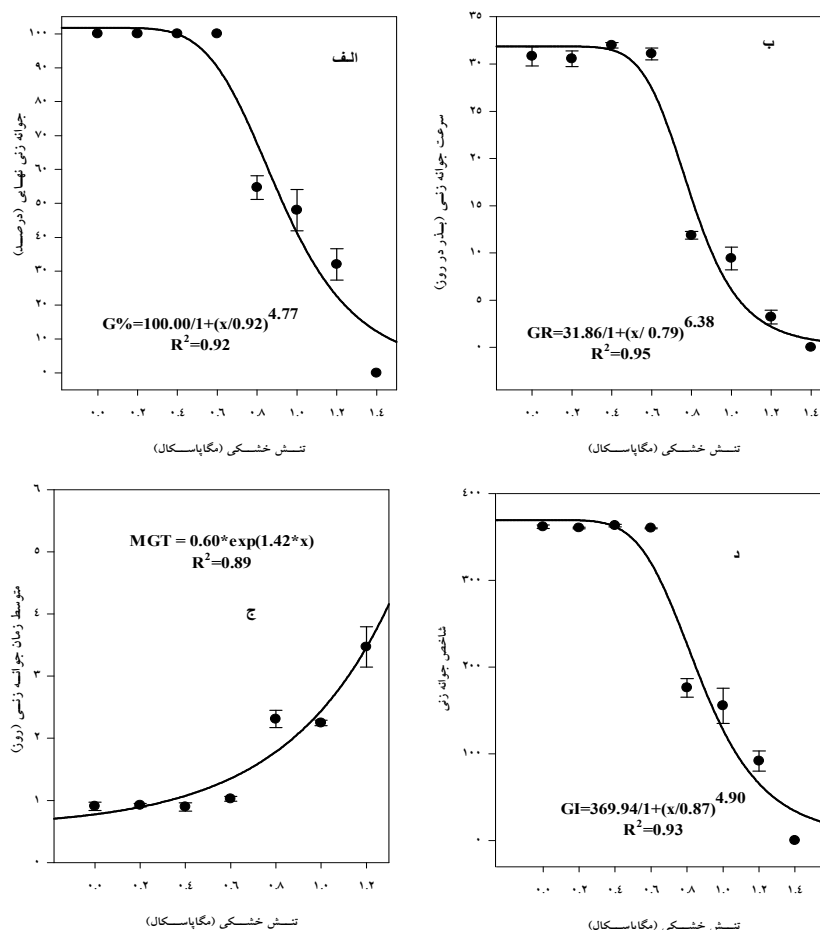 ۱۰۰
۹۰
۸۰
۷۰
۶۰
۵۰
۴۰
۳۰
۲۰
۱۰
۰
جوانه زنی نهایی (درصد)
الف
G%=100.00/1+(x/0.92)^4.77
R²=0.92
۰.۰ ۰.۲ ۰.۴ ۰.۶ ۰.۸ ۱.۰ ۱.۲ ۱.۴
تنش خشکی (مگاپاسکال)
۳۵
۳۰
۲۵
۲۰
۱۵
۱۰
۵
۰
سرعت جوانه زنی (بذر در روز)
ب
GR=31.86/1+(x/ 0.79)^6.38
R²=0.95
۰.۰ ۰.۲ ۰.۴ ۰.۶ ۰.۸ ۱.۰ ۱.۲ ۱.۴
تنش خشکی (مگاپاسکال)
۶
۵
۴
۳
۲
۱
۰
متوسط زمان جوانه زنی (روز)
MGT = 0.60*exp(1.42*x)
R²=0.89
ج
۰.۰ ۰.۲ ۰.۴ ۰.۶ ۰.۸ ۱.۰ ۱.۲
تنش خشکی (مگاپاسکال)
۴۰۰
۳۰۰
۲۰۰
۱۰۰
۰
شاخص جوانه زنی
د
GI=369.94/1+(x/0.87)^4.90
R²=0.93
۰.۰ ۰.۲ ۰.۴ ۰.۶ ۰.۸ ۱.۰ ۱.۲ ۱.۴
تنش خشکی (مگاپاسکال)